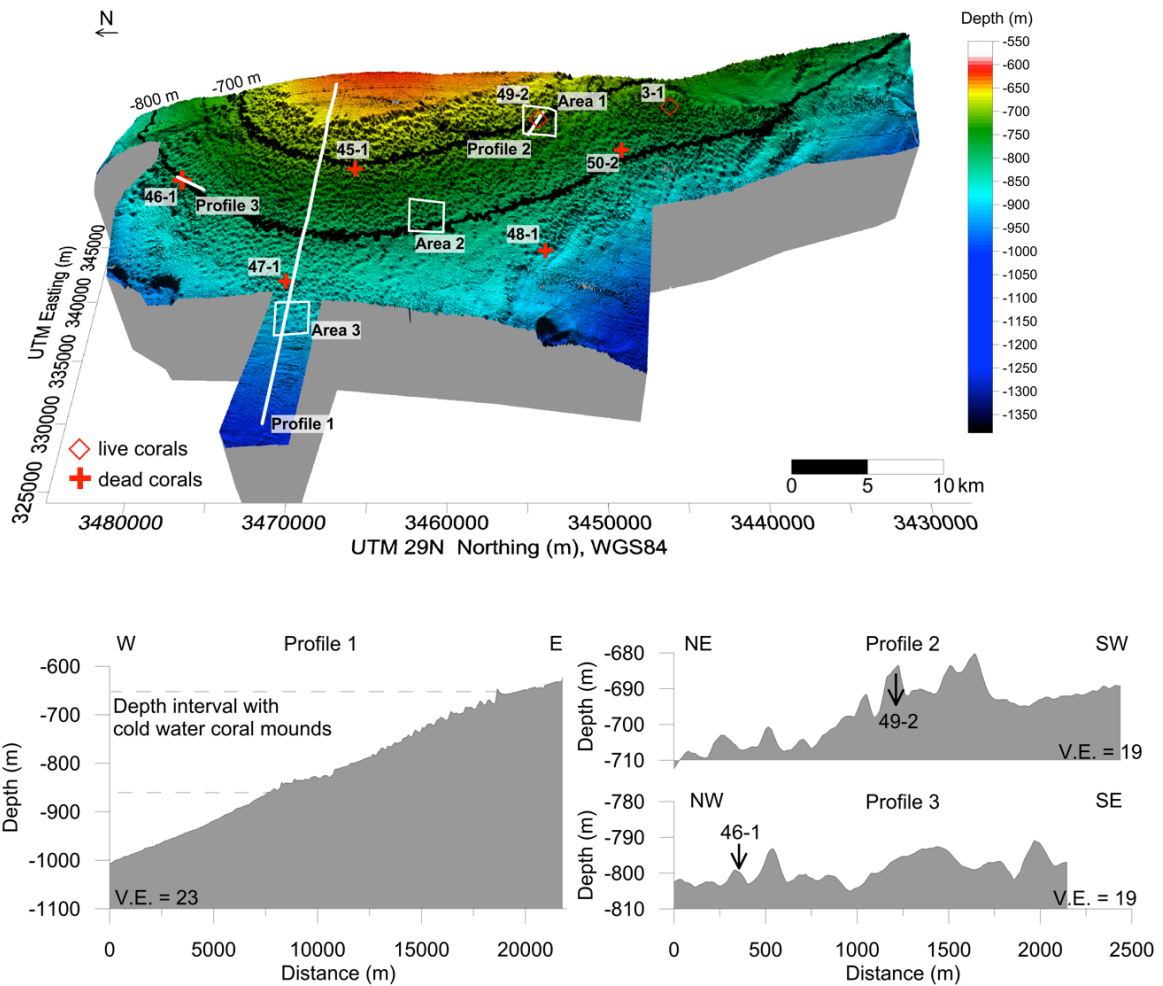 N
Depth (m)
-550
-600
-650
-700
-750
-800
-850
-900
-950
-1000
-1050
-1100
-1150
-1200
-1250
-1300
-1350
-700 m
-800 m
49-2
Area 1
3-1
Profile 2
45-1
50-2
46-1
Profile 3
Area 2
48-1
47-1
Area 3
Profile 1
live corals
dead corals
0 5 10 km
UTM Easting (m)
345000
340000
335000
330000
325000
3480000 3470000 3460000 3450000 3440000 3430000
UTM 29N Northing (m), WGS84
W Profile 1 E
Depth (m)
-600
-700
-800
-900
-1000
-1100
Depth interval with
cold water coral mounds
V.E. = 23
0 5000 10000 15000 20000
Distance (m)
NE Profile 2 SW
Depth (m)
-680
-690
-700
-710
49-2
V.E. = 19
NW Profile 3 SE
Depth (m)
-780
-790
-800
-810
46-1
V.E. = 19
0 500 1000 1500 2000 2500
Distance (m)